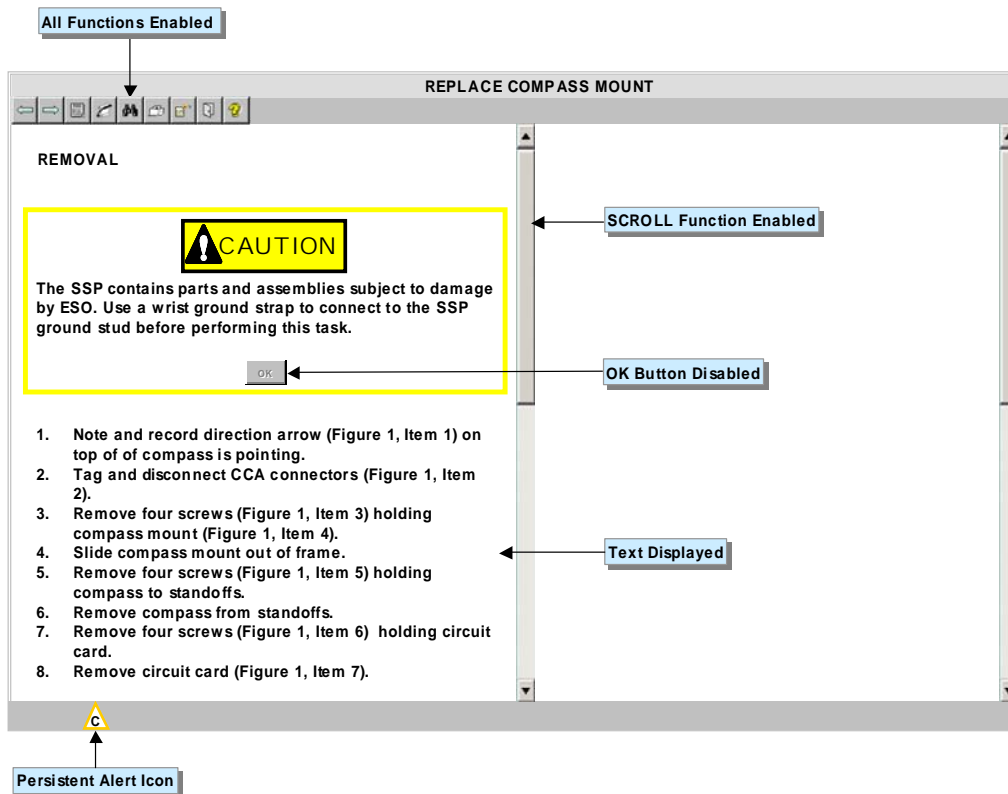 All Functions Enabled
REPLACE COMPASS MOUNT
REMOVAL
SCROLL Function Enabled
CAUTION
The SSP contains parts and assemblies subject to damage
by ESO. Use a wrist ground strap to connect to the SSP
ground stud before performing this task.
OK
OK Button Disabled
1. Note and record direction arrow (Figure 1, Item 1) on
top of of compass is pointing.
2. Tag and disconnect CCA connectors (Figure 1, Item
2).
3. Remove four screws (Figure 1, Item 3) holding
compass mount (Figure 1, Item 4).
4. Slide compass mount out of frame.
Text Displayed
5. Remove four screws (Figure 1, Item 5) holding
compass to standoffs.
6. Remove compass from standoffs.
7. Remove four screws (Figure 1, Item 6) holding circuit
card.
8. Remove circuit card (Figure 1, Item 7).
C
Persistent Alert Icon